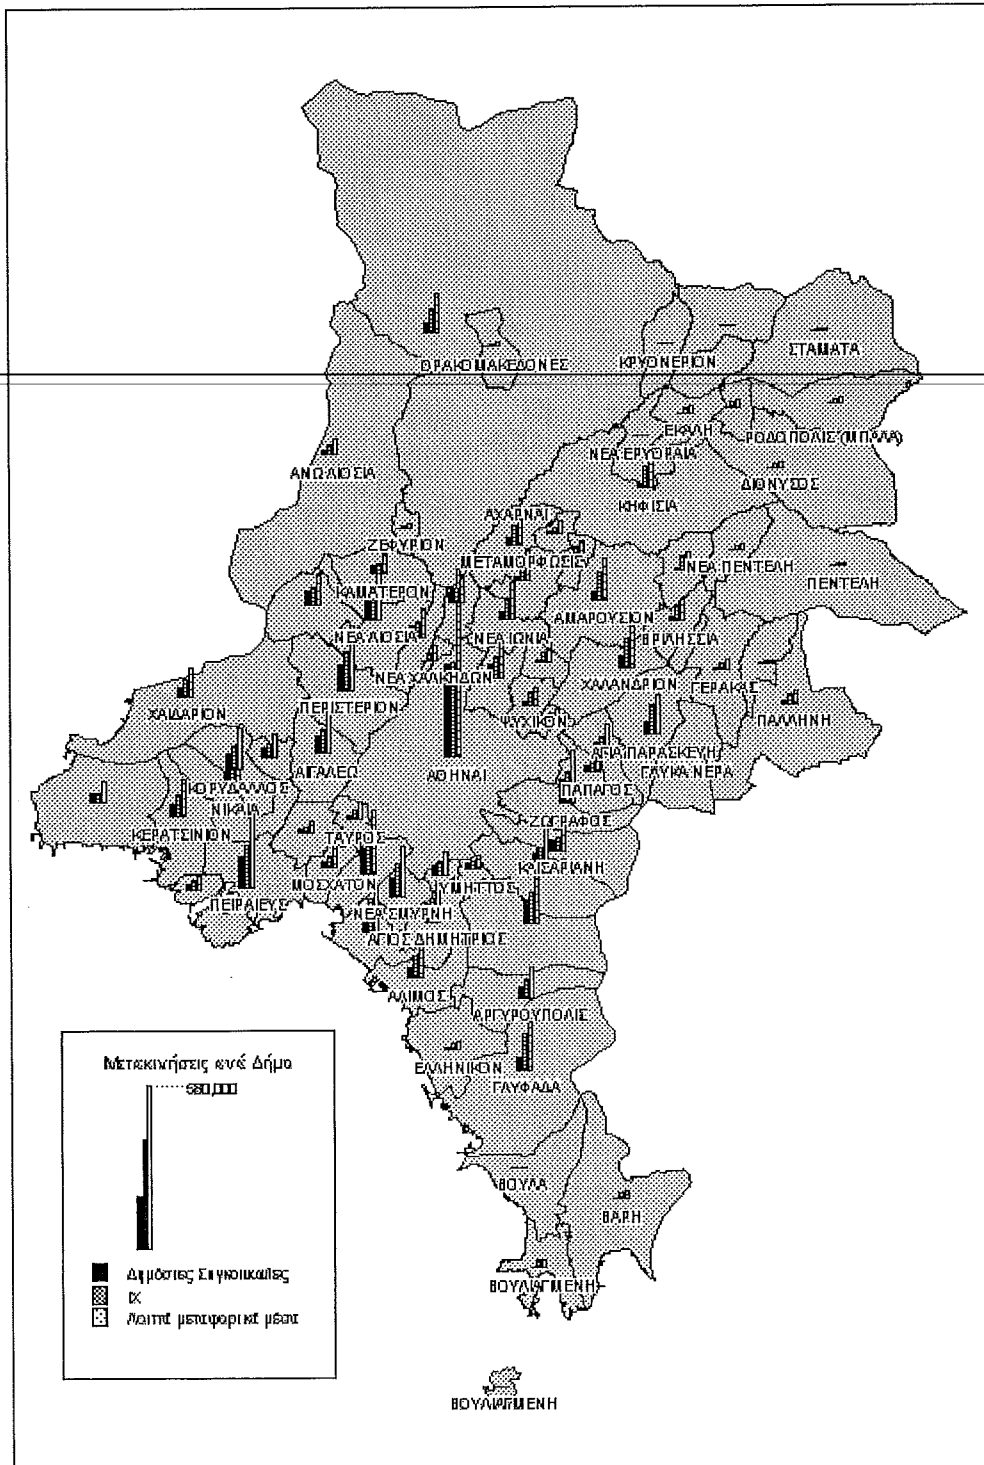 ΘΡΑΚΟΜΑΚΕΔΟΝΕΣ
ΚΡΥΟΝΕΡΙΟΝ
ΣΤΑΜΑΤΑ
ΕΚΑΛΗ
ΡΟΔΟΠΟΛΙΣ (ΜΠΑΛΑ)
ΝΕΑ ΕΡΥΘΡΑΙΑ
ΑΝΩ ΛΙΟΣΙΑ
ΔΙΟΝΥΣΟΣ
ΚΗΦΙΣΙΑ
ΑΧΑΡΝΑΙ
ΖΕΦΥΡΙΟΝ
ΜΕΤΑΜΟΡΦΩΣΙΣ
ΝΕΑ ΠΕΝΤΕΛΗ
ΠΕΝΤΕΛΗ
ΚΑΜΑΤΕΡΟΝ
ΑΜΑΡΟΥΣΙΟΝ
ΝΕΑ ΛΙΟΣΙΑ
ΝΕΑ ΙΩΝΙΑ
ΒΡΙΛΗΣΣΙΑ
ΝΕΑ ΧΑΛΚΗΔΩΝ
ΧΑΛΑΝΔΡΙΟΝ
ΓΕΡΑΚΑΣ
ΠΕΡΙΣΤΕΡΙΟΝ
ΧΑΙΔΑΡΙΟΝ
ΨΥΧΙΚΟΝ
ΠΑΛΛΗΝΗ
ΑΓΙΑ ΠΑΡΑΣΚΕΥΗ
ΑΙΓΑΛΕΩ
ΑΘΗΝΑΙ
ΓΛΥΚΑ ΝΕΡΑ
ΚΟΡΥΔΑΛΛΟΣ
ΠΑΠΑΓΟΣ
ΝΙΚΑΙΑ
ΖΩΓΡΑΦΟΣ
ΚΕΡΑΤΣΙΝΙΟΝ
ΤΑΥΡΟΣ
ΚΑΙΣΑΡΙΑΝΗ
ΜΟΣΧΑΤΟΝ
ΥΜΗΤΤΟΣ
ΠΕΙΡΑΙΕΥΣ
ΝΕΑ ΣΜΥΡΝΗ
ΑΓΙΟΣ ΔΗΜΗΤΡΙΟΣ
ΑΛΙΜΟΣ
ΑΡΓΥΡΟΥΠΟΛΙΣ
ΕΛΛΗΝΙΚΟΝ
ΓΛΥΦΑΔΑ
ΒΟΥΛΑ
ΒΑΡΗ
ΒΟΥΛΙΑΓΜΕΝΗ
ΒΟΥΛΙΑΓΜΕΝΗ
Μετακινήσεις ανά Δήμο
Δημόσιες Συγκοινωνίες
ΙΧ
Λοιπά μεταφορικά μέσα